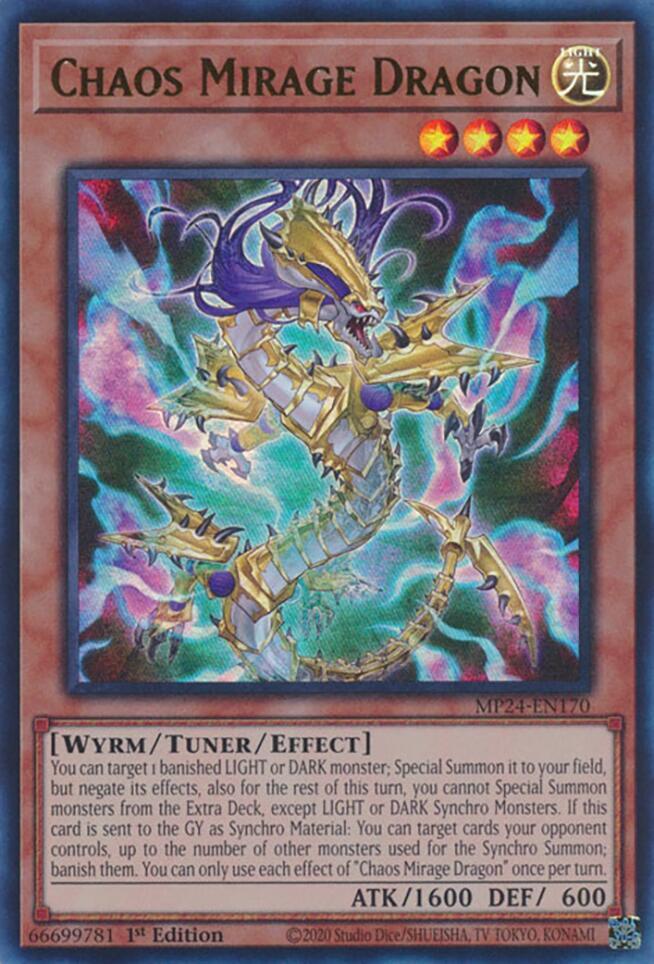 CHAOS MIRAGE DRAGON
LIGHT
光
MP24-EN170
[WYRM/TUNER/EFFECT]
You can target 1 banished LIGHT or DARK monster; Special Summon it to your field,
but negate its effects, also for the rest of this turn, you cannot Special Summon
monsters from the Extra Deck, except LIGHT or DARK Synchro Monsters. If this
card is sent to the GY as Synchro Material: You can target cards your opponent
controls, up to the number of other monsters used for the Synchro Summon;
banish them. You can only use each effect of "Chaos Mirage Dragon" once per turn.
ATK/1600 DEF/ 600
66699781 1st Edition ©2020 Studio Dice/SHUEISHA, TV TOKYO, KONAMI